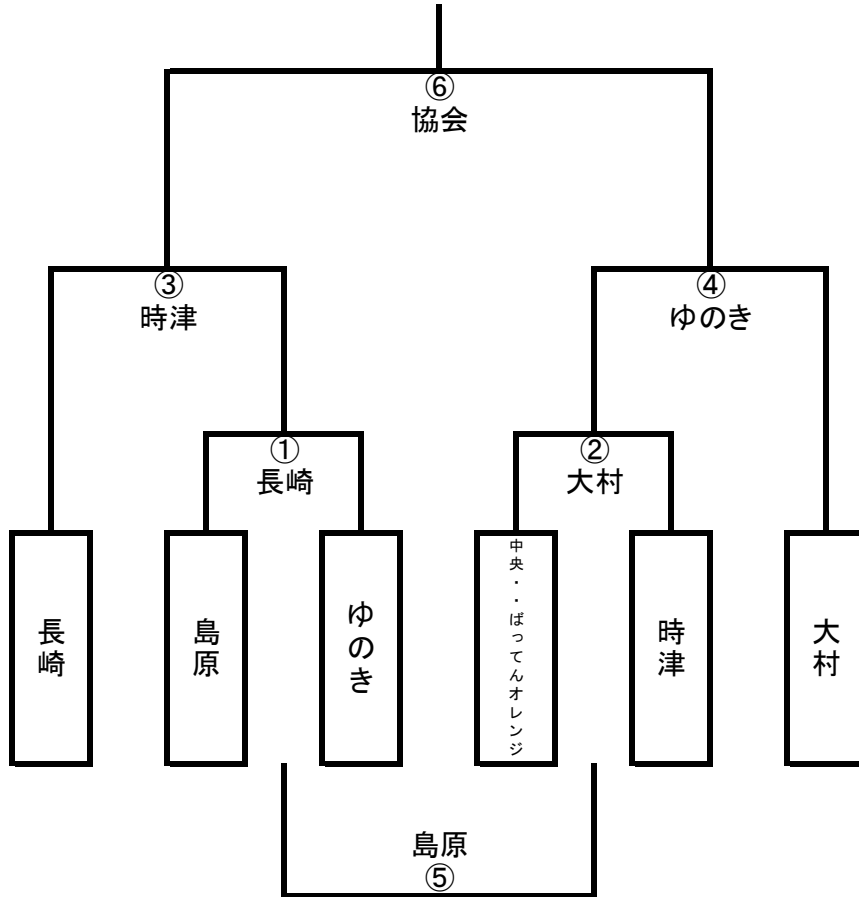 ⑥
協会
③
時津
④
ゆのき
①
長崎
②
大村
長崎
島原
ゆのき
中央・・ばってんオレンジ
時津
大村
島原
⑤